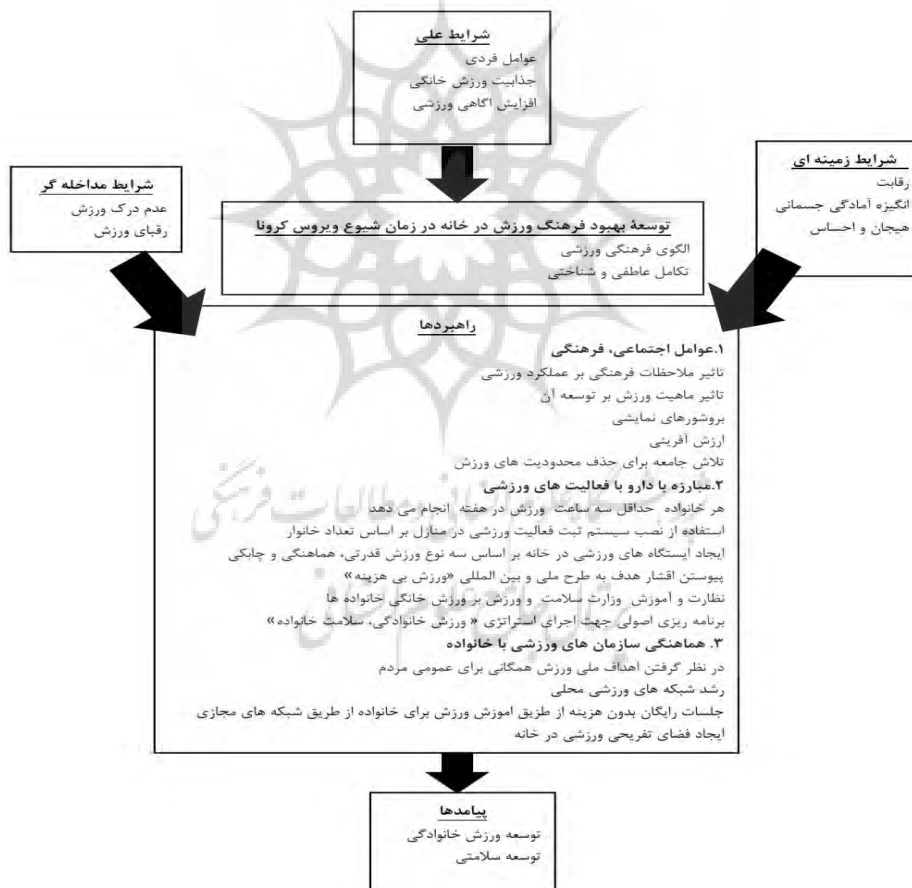 شرایط علی
عوامل فردی
جذابیت ورزش خانگی
افزایش آگاهی ورزشی
شرایط زمینه ای
رقابت
انگیزه آمادگی جسمانی
هیجان و احساس
شرایط مداخله گر
عدم درک ورزش
رقبای ورزش
توسعهٔ بهبود فرهنگ ورزش در خانه در زمان شیوع ویروس کرونا
الگوی فرهنگی ورزشی
تکامل عاطفی و شناختی
راهبردها
۱.عوامل اجتماعی، فرهنگی
تاثیر ملاحظات فرهنگی بر عملکرد ورزشی
تاثیر ماهیت ورزش بر توسعه آن
بروشورهای نمایشی
ارزش آفرینی
تلاش جامعه برای حذف محدودیت های ورزش
۲.مبارزه با دارو با فعالیت های ورزشی
هر خانواده حداقل سه ساعت ورزش در هفته انجام می دهد
استفاده از نصب سیستم ثبت فعالیت ورزشی در منازل بر اساس تعداد خانوار
ایجاد ایستگاه های ورزشی در خانه بر اساس سه نوع ورزش قدرتی، هماهنگی و چابکی
پیوستن اقشار هدف به طرح ملی و بین المللی «ورزش بی هزینه»
نظارت و آموزش وزارت سلامت و ورزش بر ورزش خانگی خانواده ها
برنامه ریزی اصولی جهت اجرای استراتژی « ورزش خانوادگی، سلامت خانواده»
۳. هماهنگی سازمان های ورزشی با خانواده
در نظر گرفتن اهداف ملی ورزش همگانی برای عمومی مردم
رشد شبکه های ورزشی محلی
جلسات رایگان بدون هزینه از طزیق اموزش ورزش برای خانواده از طریق شبکه های مجازی
ایجاد فضای تفریحی ورزشی در خانه
پژوهشگاه علوم انسانی و مطالعات فرهنگی
پرتال جامع علوم انسانی
پیامدها
توسعه ورزش خانوادگی
توسعه سلامتی